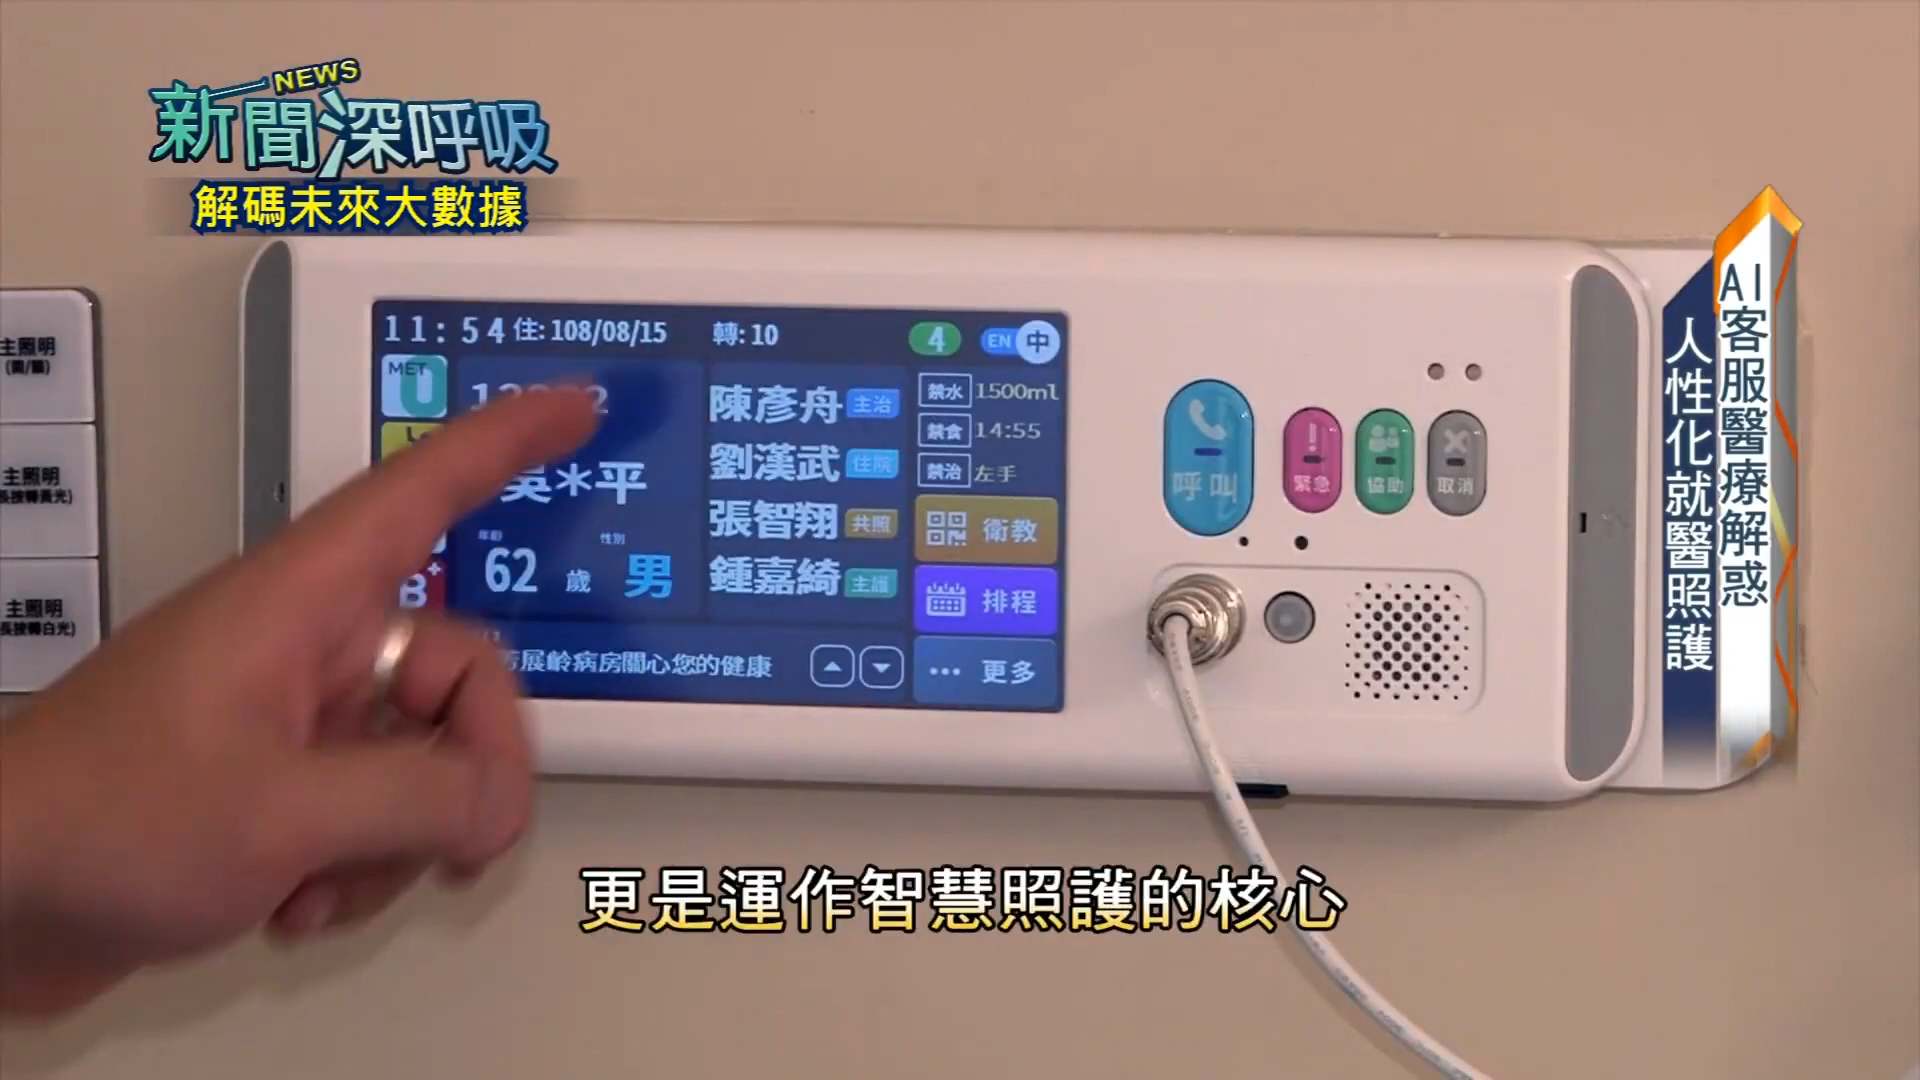 NEWS
新聞深呼吸
解碼未來大數據
AI客服醫療解惑
人性化就醫照護
主照明
主照明
主照明
11:54 住:108/08/15 轉:10 4 EN 中
MET U
吳*平
年齡 性別
62 歲 男
陳彥舟 主治
劉漢武 住院
張智翔 共照
鍾嘉綺 主護
禁水 1500ml
禁食 14:55
禁治 左手
衛教
排程
更多
展齡病房關心您的健康
呼叫
緊急
協助
取消
更是運作智慧照護的核心